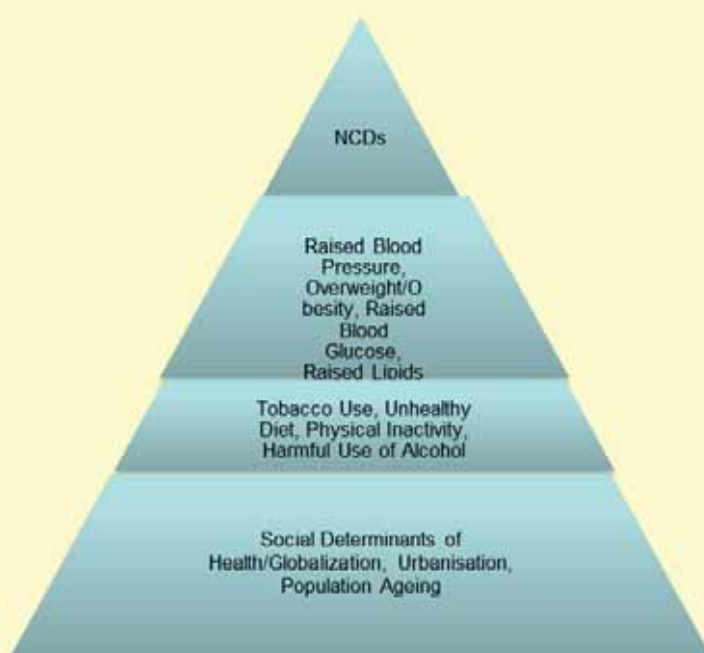 NCDs
Raised Blood
Pressure,
Overweight/O
besity, Raised
Blood
Glucose,
Raised Lipids
Tobacco Use, Unhealthy
Diet, Physical Inactivity,
Harmful Use of Alcohol
Social Determinants of
Health/Globalization, Urbanisation,
Population Ageing